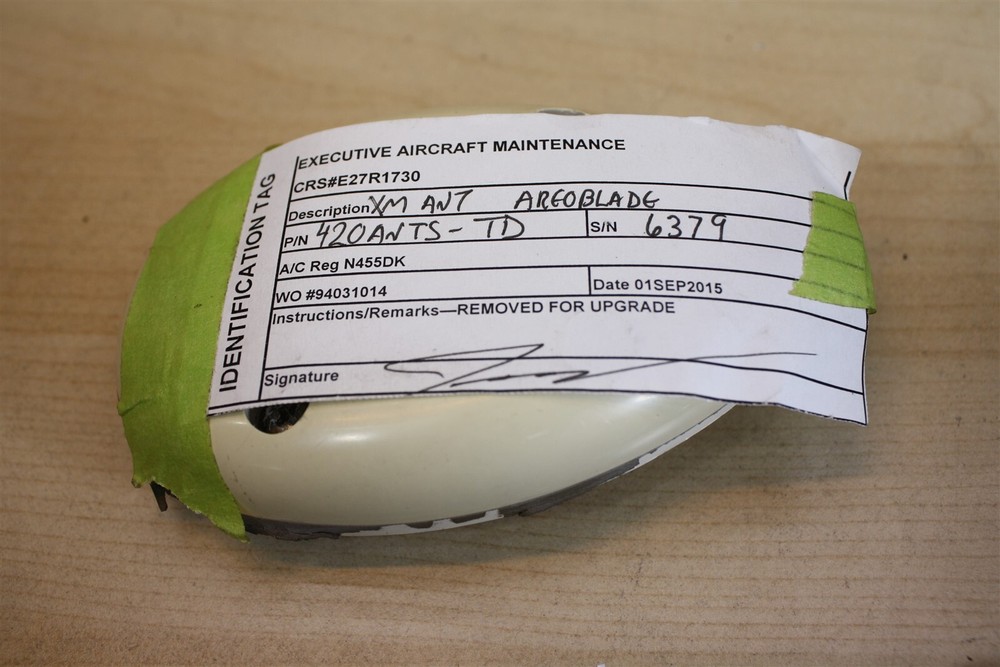 IDENTIFICATION TAG
EXECUTIVE AIRCRAFT MAINTENANCE
CRS#E27R1730
Description XM ANT AREOBLADE
P/N 420ANTS-TD S/N 6379
A/C Reg N455DK
WO #94031014 Date 01SEP2015
Instructions/Remarks—REMOVED FOR UPGRADE
Signature